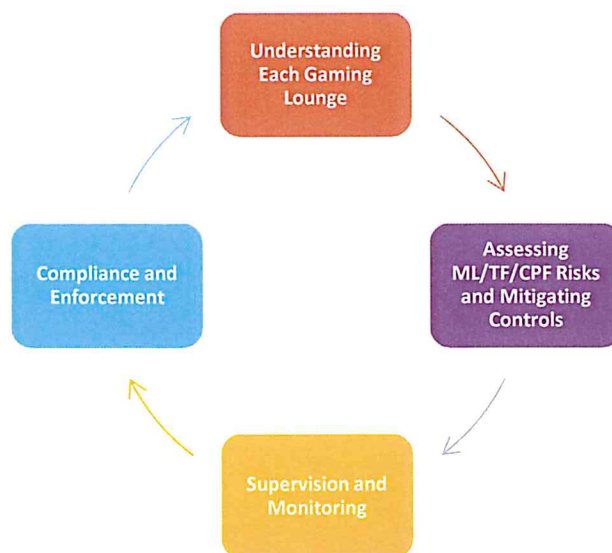 Understanding
Each Gaming
Lounge
Assessing
ML/TF/CPF Risks
and Mitigating
Controls
Supervision and
Monitoring
Compliance and
Enforcement